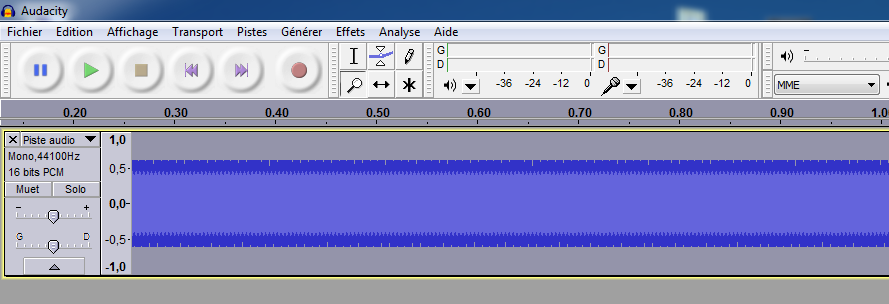 Audacity
Fichier Edition Affichage Transport Pistes Générer Effets Analyse Aide
G G
D D
-36 -24 -12 0 -36 -24 -12 0 MME
0.20 0.30 0.40 0.50 0.60 0.70 0.80 0.90 1.0
Piste audio 1,0
Mono,44100Hz
16 bits PCM 0,5
Muet Solo
- + 0,0
G D -0,5
-1,0